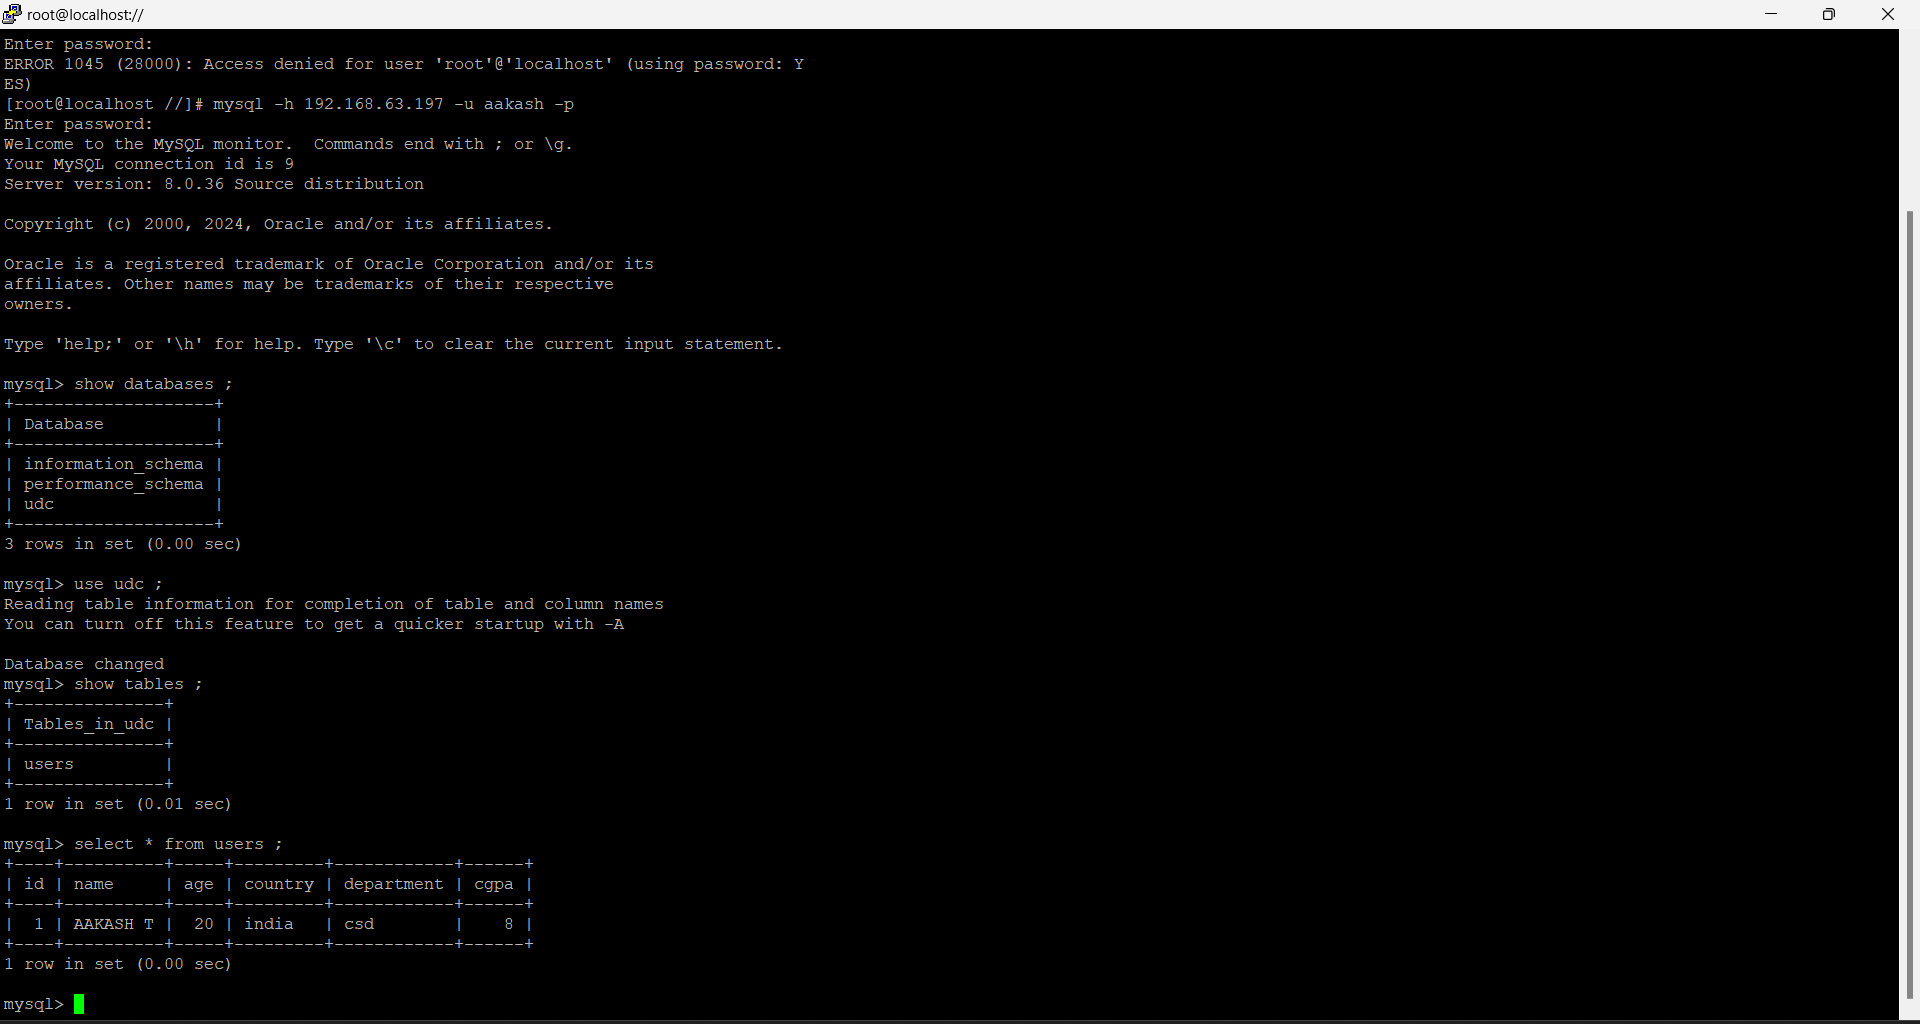 root@localhost://
Enter password:
ERROR 1045 (28000): Access denied for user 'root'@'localhost' (using password: Y
ES)
[root@localhost //]# mysql -h 192.168.63.197 -u aakash -p
Enter password:
Welcome to the MySQL monitor.  Commands end with ; or \g.
Your MySQL connection id is 9
Server version: 8.0.36 Source distribution

Copyright (c) 2000, 2024, Oracle and/or its affiliates.

Oracle is a registered trademark of Oracle Corporation and/or its
affiliates. Other names may be trademarks of their respective
owners.

Type 'help;' or '\h' for help. Type '\c' to clear the current input statement.

mysql> show databases ;
+--------------------+
| Database           |
+--------------------+
| information_schema |
| performance_schema |
| udc                |
+--------------------+
3 rows in set (0.00 sec)

mysql> use udc ;
Reading table information for completion of table and column names
You can turn off this feature to get a quicker startup with -A

Database changed
mysql> show tables ;
+---------------+
| Tables_in_udc |
+---------------+
| users         |
+---------------+
1 row in set (0.01 sec)

mysql> select * from users ;
+----+----------+-----+---------+------------+------+
| id | name     | age | country | department | cgpa |
+----+----------+-----+---------+------------+------+
|  1 | AAKASH T |  20 | india   | csd        |    8 |
+----+----------+-----+---------+------------+------+
1 row in set (0.00 sec)

mysql>